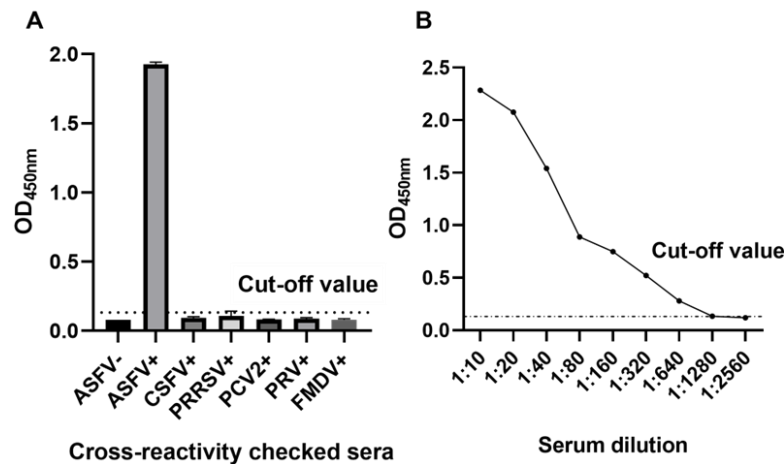 A
OD450nm
2.0
1.5
1.0
0.5
0.0
Cut-off value
ASFV-
ASFV+
CSFV+
PRRSV+
PCV2+
PRV+
FMDV+
Cross-reactivity checked sera
B
OD450nm
2.5
2.0
1.5
1.0
0.5
0.0
Cut-off value
1:10
1:20
1:40
1:80
1:160
1:320
1:640
1:1280
1:2560
Serum dilution